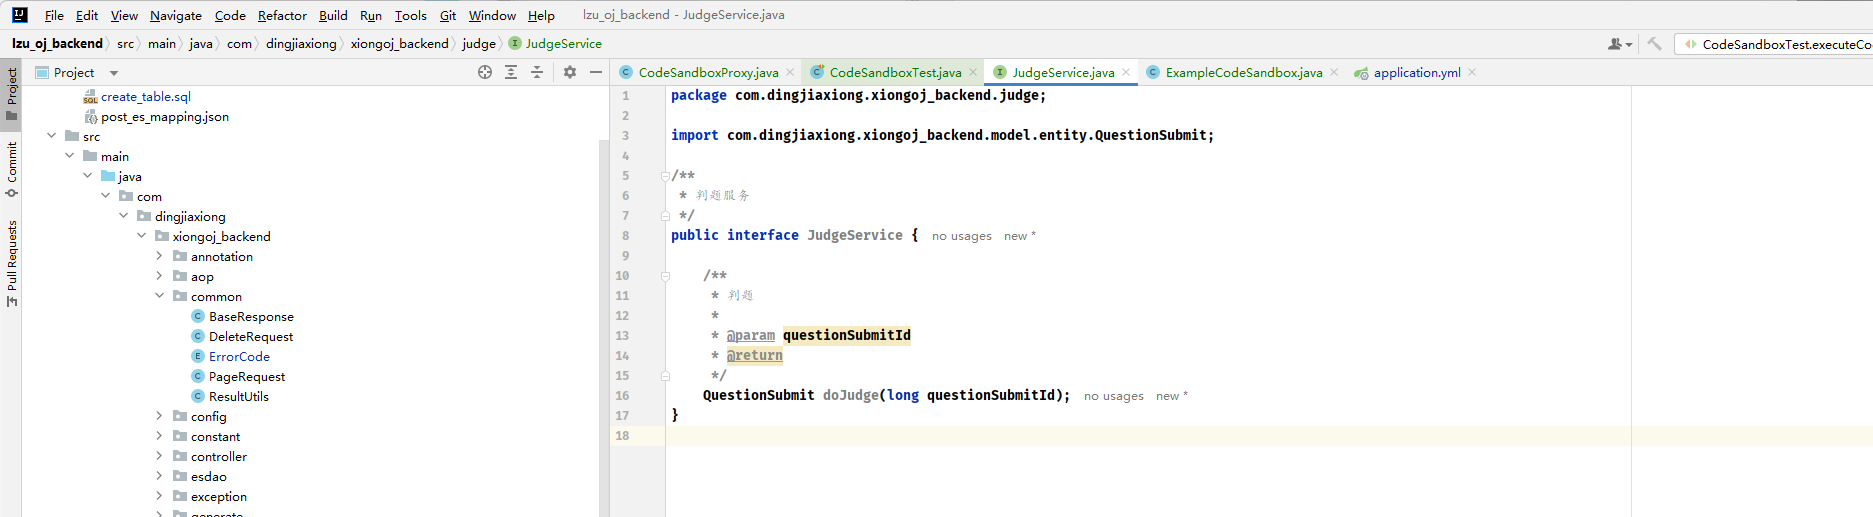 File Edit View Navigate Code Refactor Build Run Tools Git Window Help lzu_oj_backend - JudgeService.java
lzu_oj_backend src main java com dingjiaxiong xiongoj_backend judge JudgeService
CodeSandboxTest.executeCo
Project
Commit
Pull Requests
Project
create_table.sql
post_es_mapping.json
src
main
java
com
dingjiaxiong
xiongoj_backend
annotation
aop
common
BaseResponse
DeleteRequest
ErrorCode
PageRequest
ResultUtils
config
constant
controller
esdao
exception
generate
CodeSandboxProxy.java CodeSandboxTest.java JudgeService.java ExampleCodeSandbox.java application.yml
1 package com.dingjiaxiong.xiongoj_backend.judge;
2
3 import com.dingjiaxiong.xiongoj_backend.model.entity.QuestionSubmit;
4
5 /**
6 * 判题服务
7 */
8 public interface JudgeService { no usages new *
9
10 /**
11 * 判题
12 *
13 * @param questionSubmitId
14 * @return
15 */
16 QuestionSubmit doJudge(long questionSubmitId); no usages new *
17 }
18